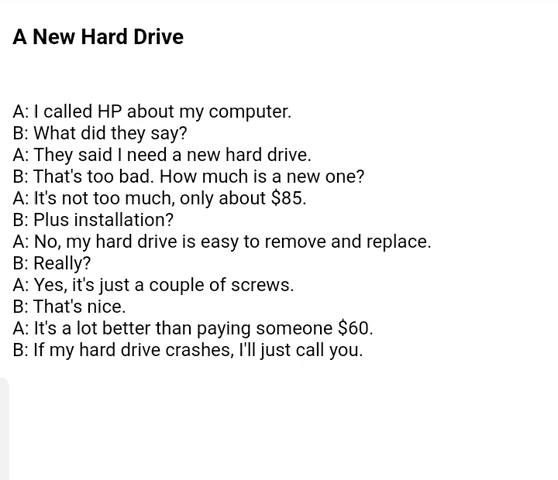 A New Hard Drive
A: I called HP about my computer.
B: What did they say?
A: They said I need a new hard drive.
B: That's too bad. How much is a new one?
A: It's not too much, only about $85.
B: Plus installation?
A: No, my hard drive is easy to remove and replace.
B: Really?
A: Yes, it's just a couple of screws.
B: That's nice.
A: It's a lot better than paying someone $60.
B: If my hard drive crashes, I'll just call you.